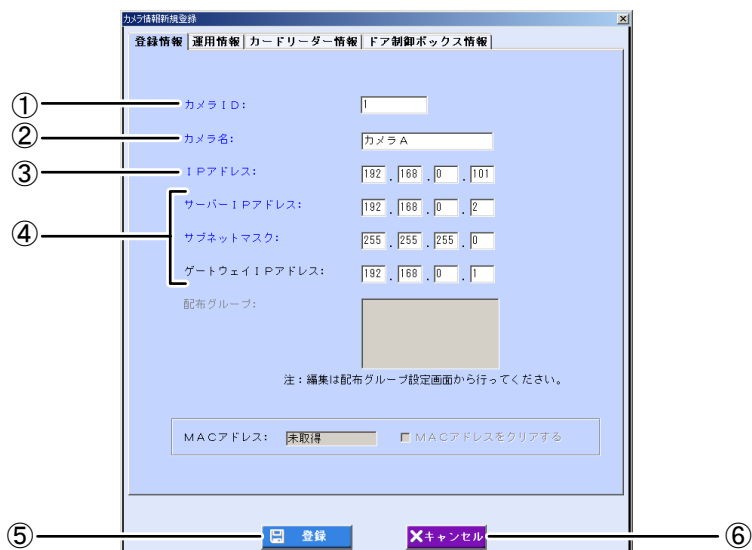 カメラ情報新規登録
登録情報 運用情報 カードリーダー情報 ドア制御ボックス情報
① カメラID: 1
② カメラ名: カメラA
③ IPアドレス: 192 . 168 . 0 . 101
サーバーIPアドレス: 192 . 168 . 0 . 2
④ サブネットマスク: 255 . 255 . 255 . 0
ゲートウェイIPアドレス: 192 . 168 . 0 . 1
配布グループ:
注：編集は配布グループ設定画面から行ってください。
MACアドレス: 未取得 MACアドレスをクリアする
⑤ 登録 キャンセル ⑥